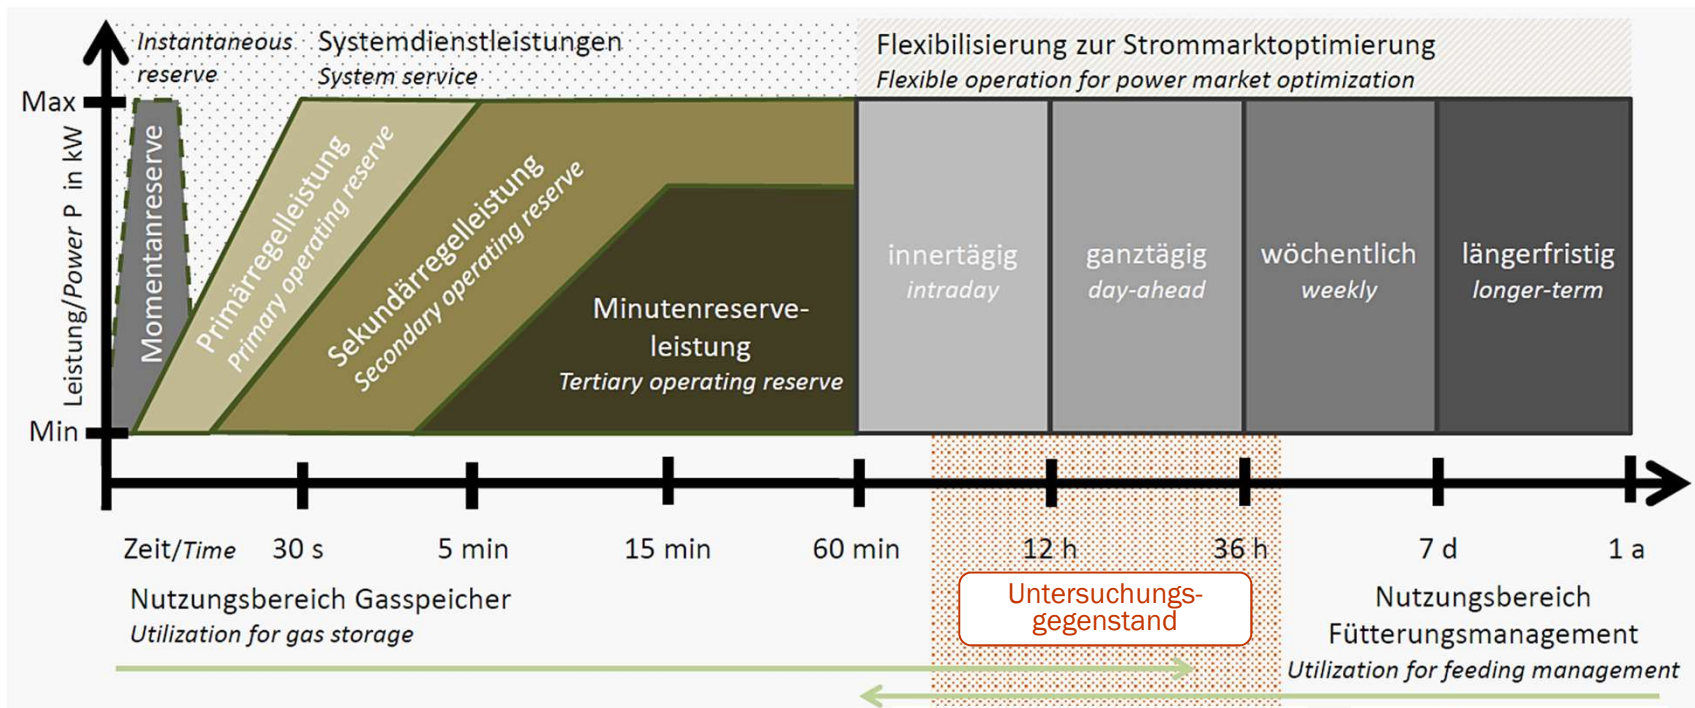 Instantaneous
reserve
Systemdienstleistungen
System service
Flexibilisierung zur Strommarktoptimierung
Flexible operation for power market optimization
Max
Min
Leistung/Power P in kW
Momentanreserve
Primärregelleistung
Primary operating reserve
Sekundärregelleistung
Secondary operating reserve
Minutenreserve-
leistung
Tertiary operating reserve
innertägig
intraday
ganztägig
day-ahead
wöchentlich
weekly
längerfristig
longer-term
Zeit/Time 30 s 5 min 15 min 60 min 12 h 36 h 7 d 1 a
Nutzungsbereich Gasspeicher
Utilization for gas storage
Untersuchungs-
gegenstand
Nutzungsbereich
Fütterungsmanagement
Utilization for feeding management